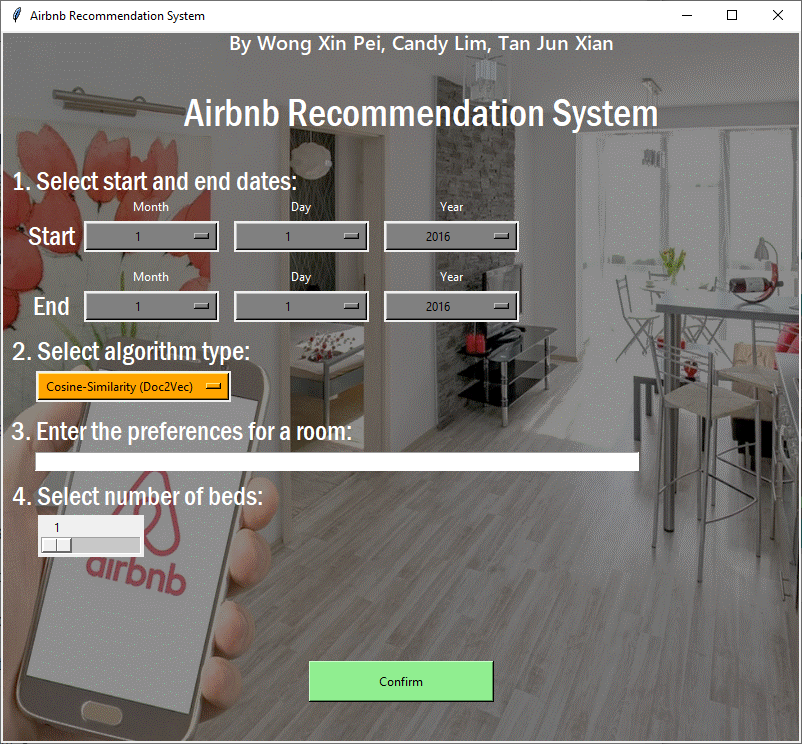 Airbnb Recommendation System
By Wong Xin Pei, Candy Lim, Tan Jun Xian
Airbnb Recommendation System
1. Select start and end dates:
Month Day Year
Start 1 1 2016
Month Day Year
End 1 1 2016
2. Select algorithm type:
Cosine-Similarity (Doc2Vec)
3. Enter the preferences for a room:
4. Select number of beds:
1
airbnb
Confirm